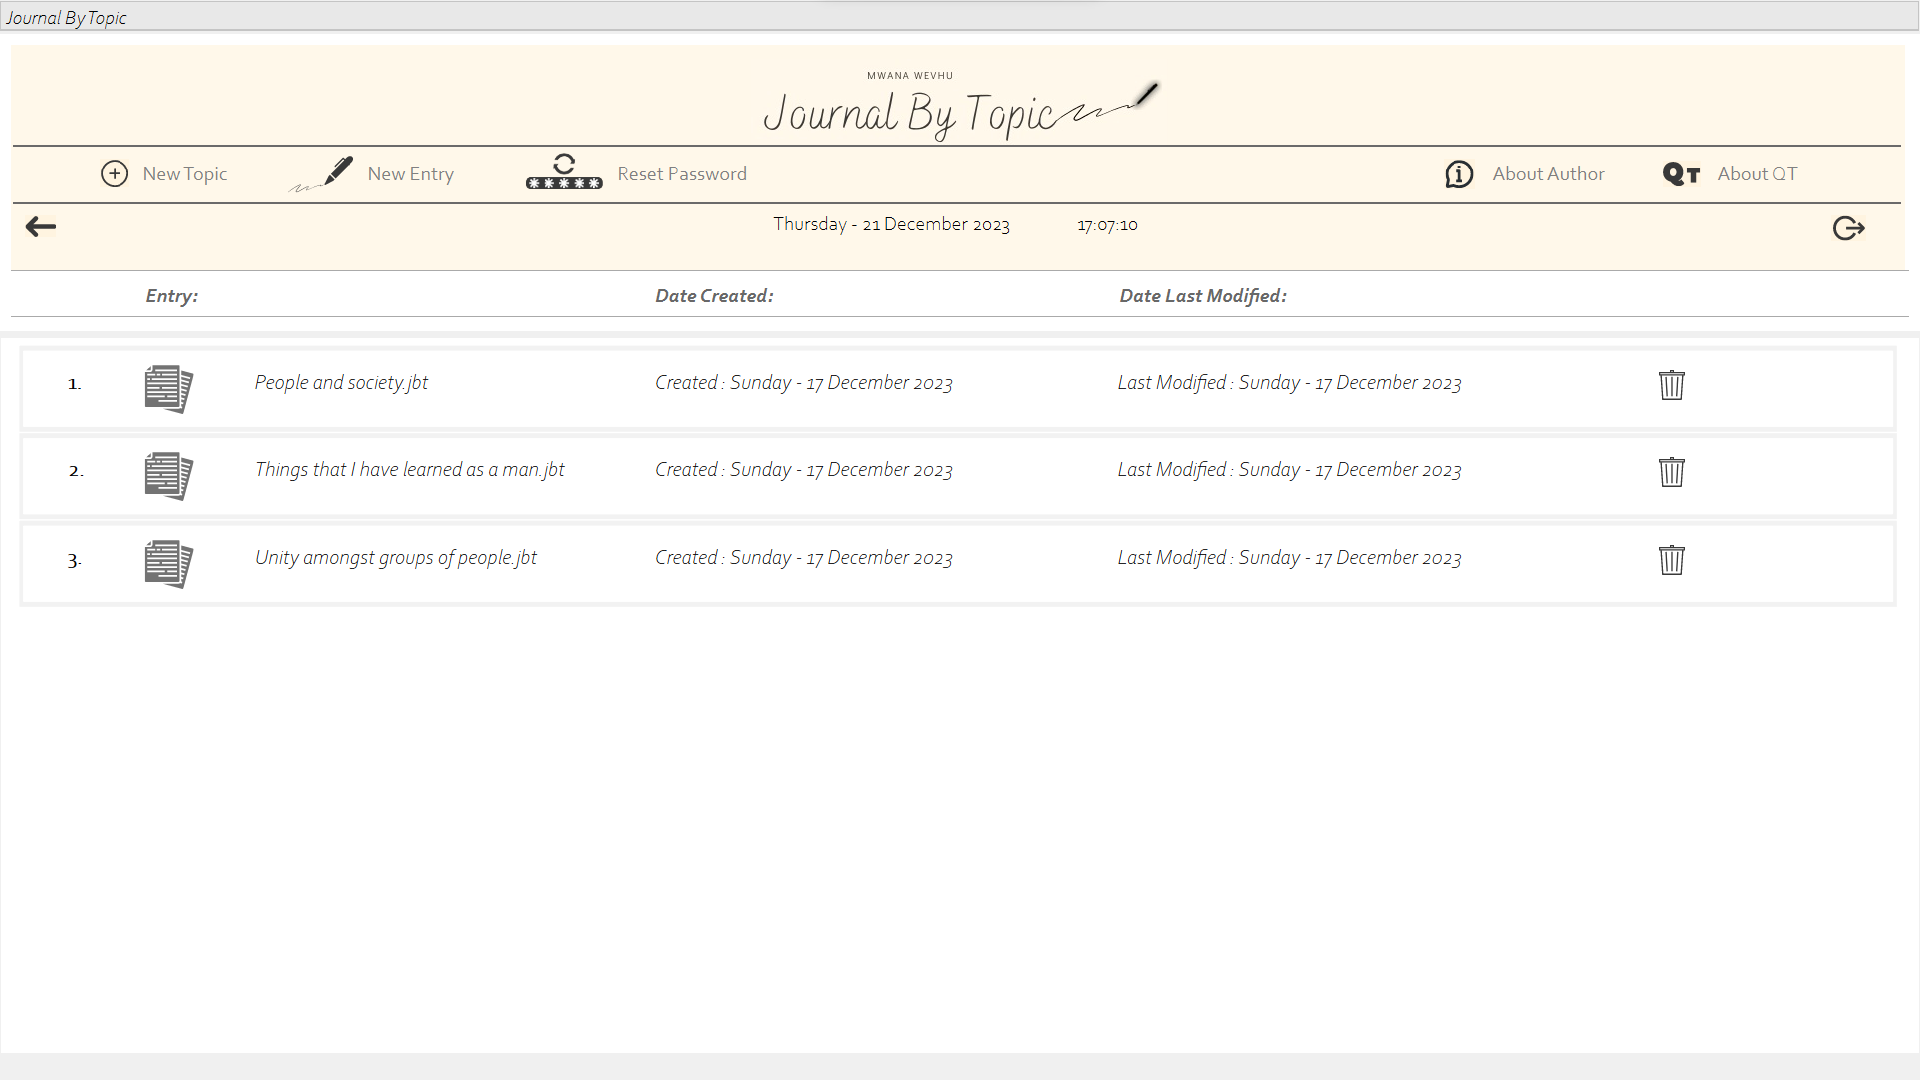 Journal By Topic
MWANA WEVHU
Journal By Topic
New Topic New Entry ***** Reset Password About Author QT About QT
Thursday - 21 December 2023 17:07:10
Entry: Date Created: Date Last Modified:
1. People and society.jbt Created : Sunday - 17 December 2023 Last Modified : Sunday - 17 December 2023
2. Things that I have learned as a man.jbt Created : Sunday - 17 December 2023 Last Modified : Sunday - 17 December 2023
3. Unity amongst groups of people.jbt Created : Sunday - 17 December 2023 Last Modified : Sunday - 17 December 2023